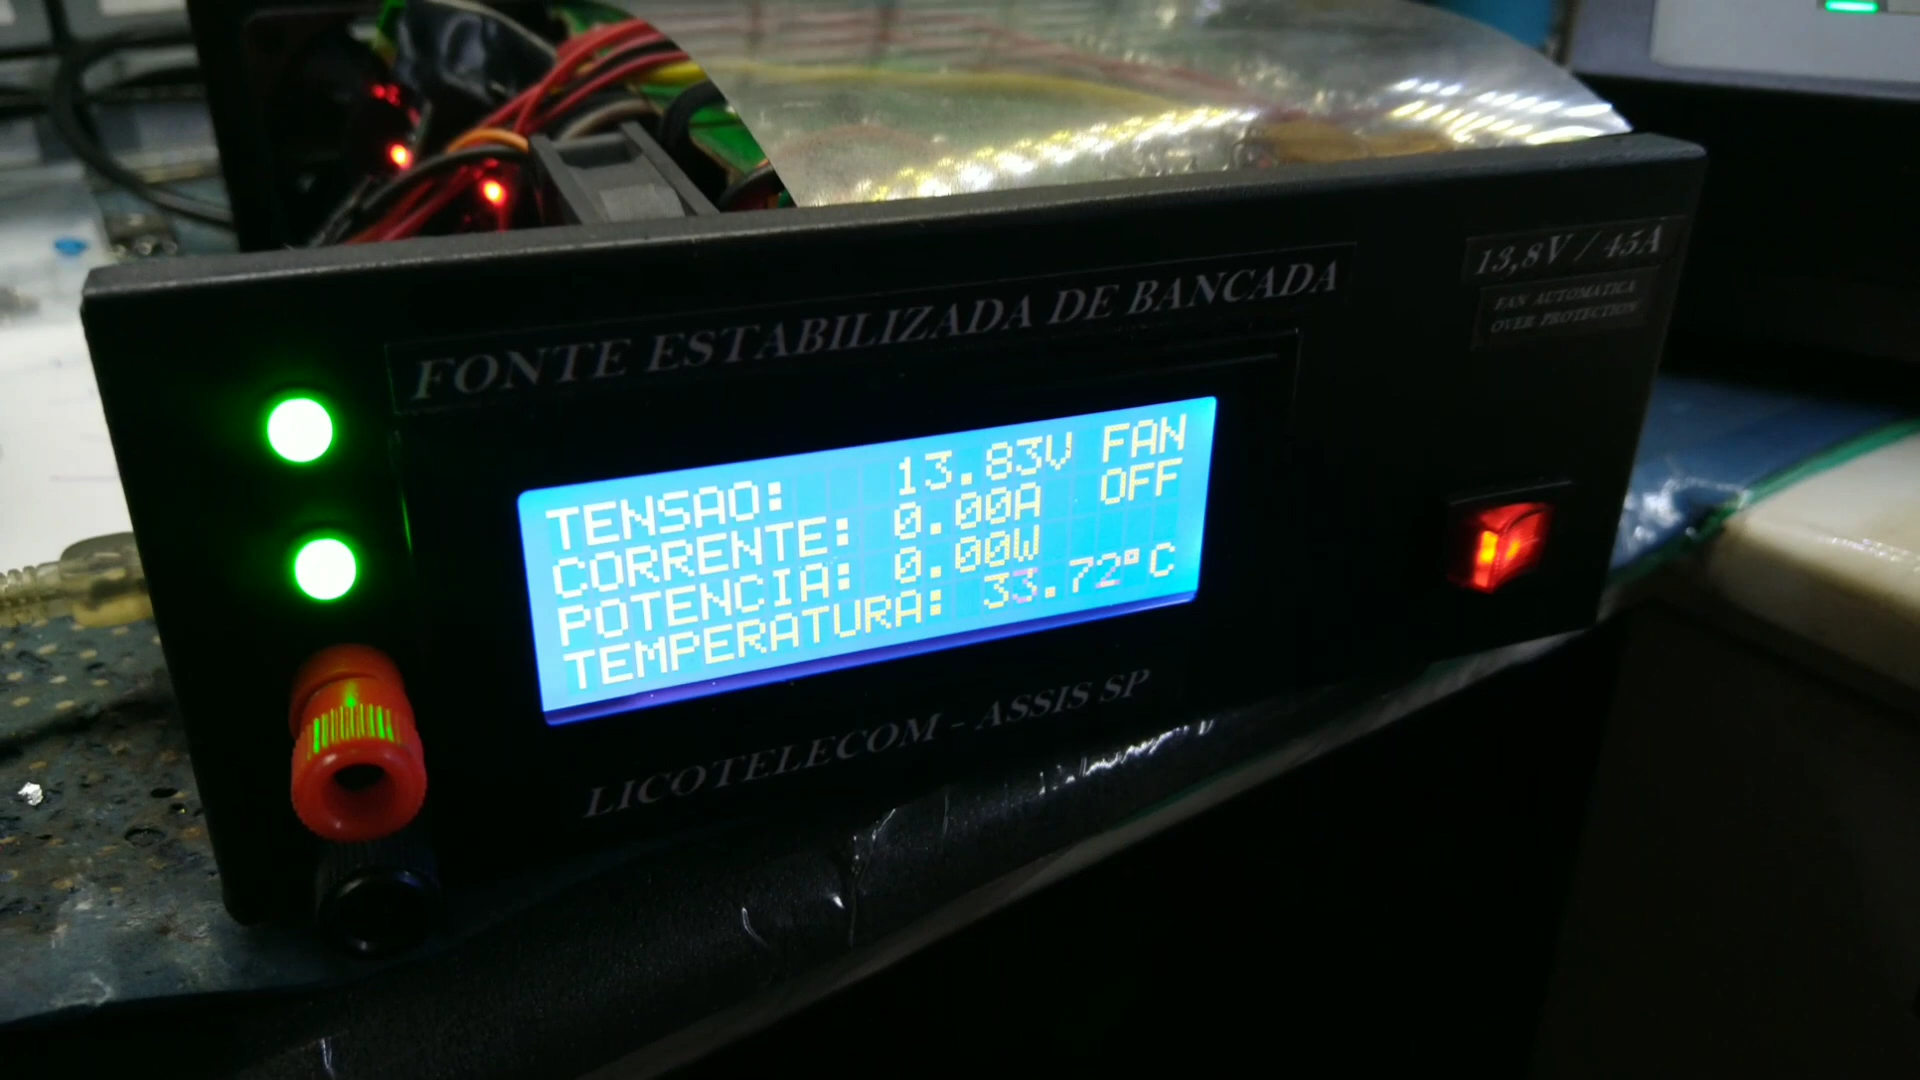 13,8V / 45A
FAN AUTOMATICA
OVER PROTECTION
FONTE ESTABILIZADA DE BANCADA
TENSAO: 13.83V FAN
CORRENTE: 0.00A OFF
POTENCIA: 0.00W
TEMPERATURA: 33.72°C
LICOTELECOM - ASSIS SP